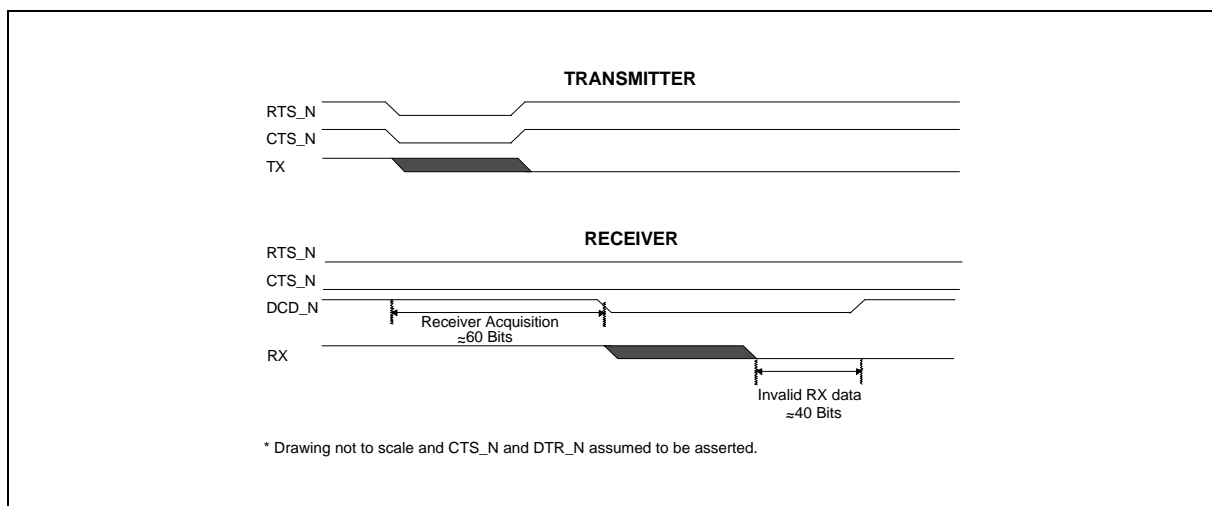 TRANSMITTER
RTS_N
CTS_N
TX
RECEIVER
RTS_N
CTS_N
DCD_N
Receiver Acquisition
≈60 Bits
RX
Invalid RX data
≈40 Bits
* Drawing not to scale and CTS_N and DTR_N assumed to be asserted.